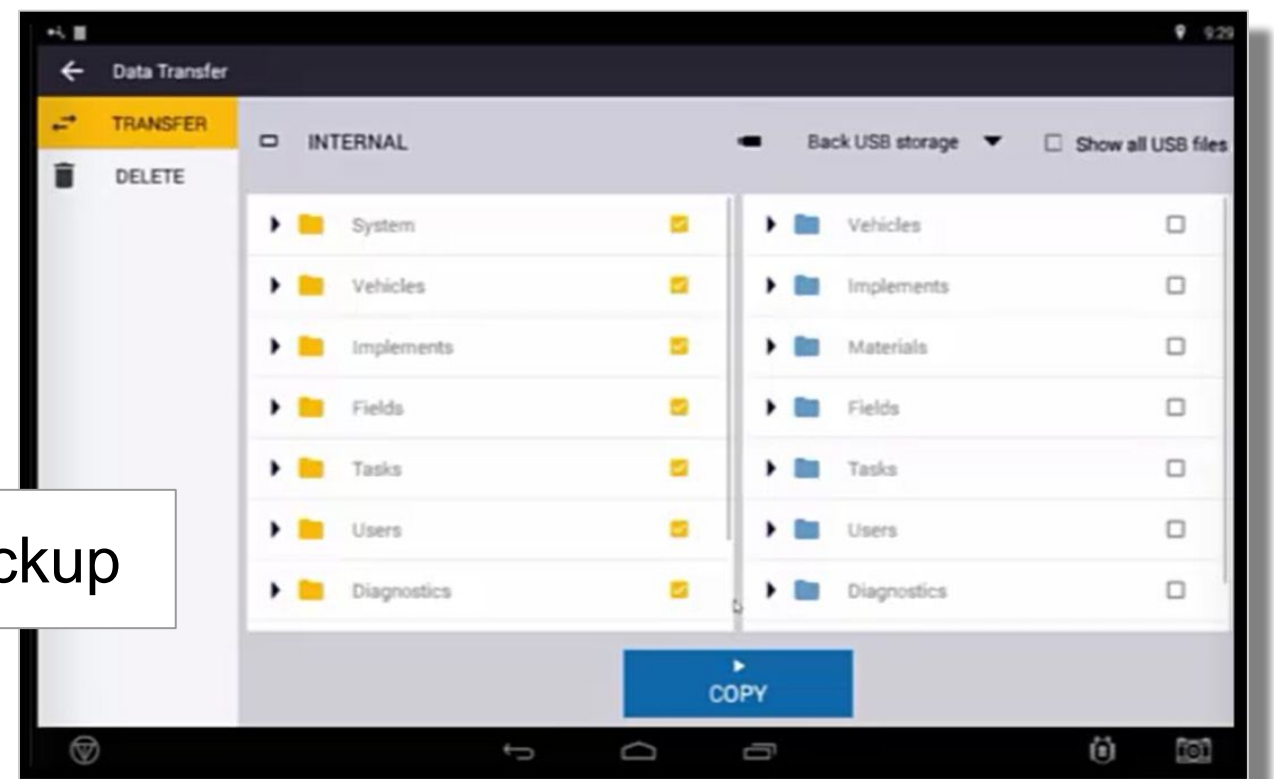 9:29
Data Transfer
TRANSFER
DELETE
INTERNAL
Back USB storage
Show all USB files
System
Vehicles
Implements
Fields
Tasks
Users
Diagnostics
Vehicles
Implements
Materials
Fields
Tasks
Users
Diagnostics
COPY
ckup